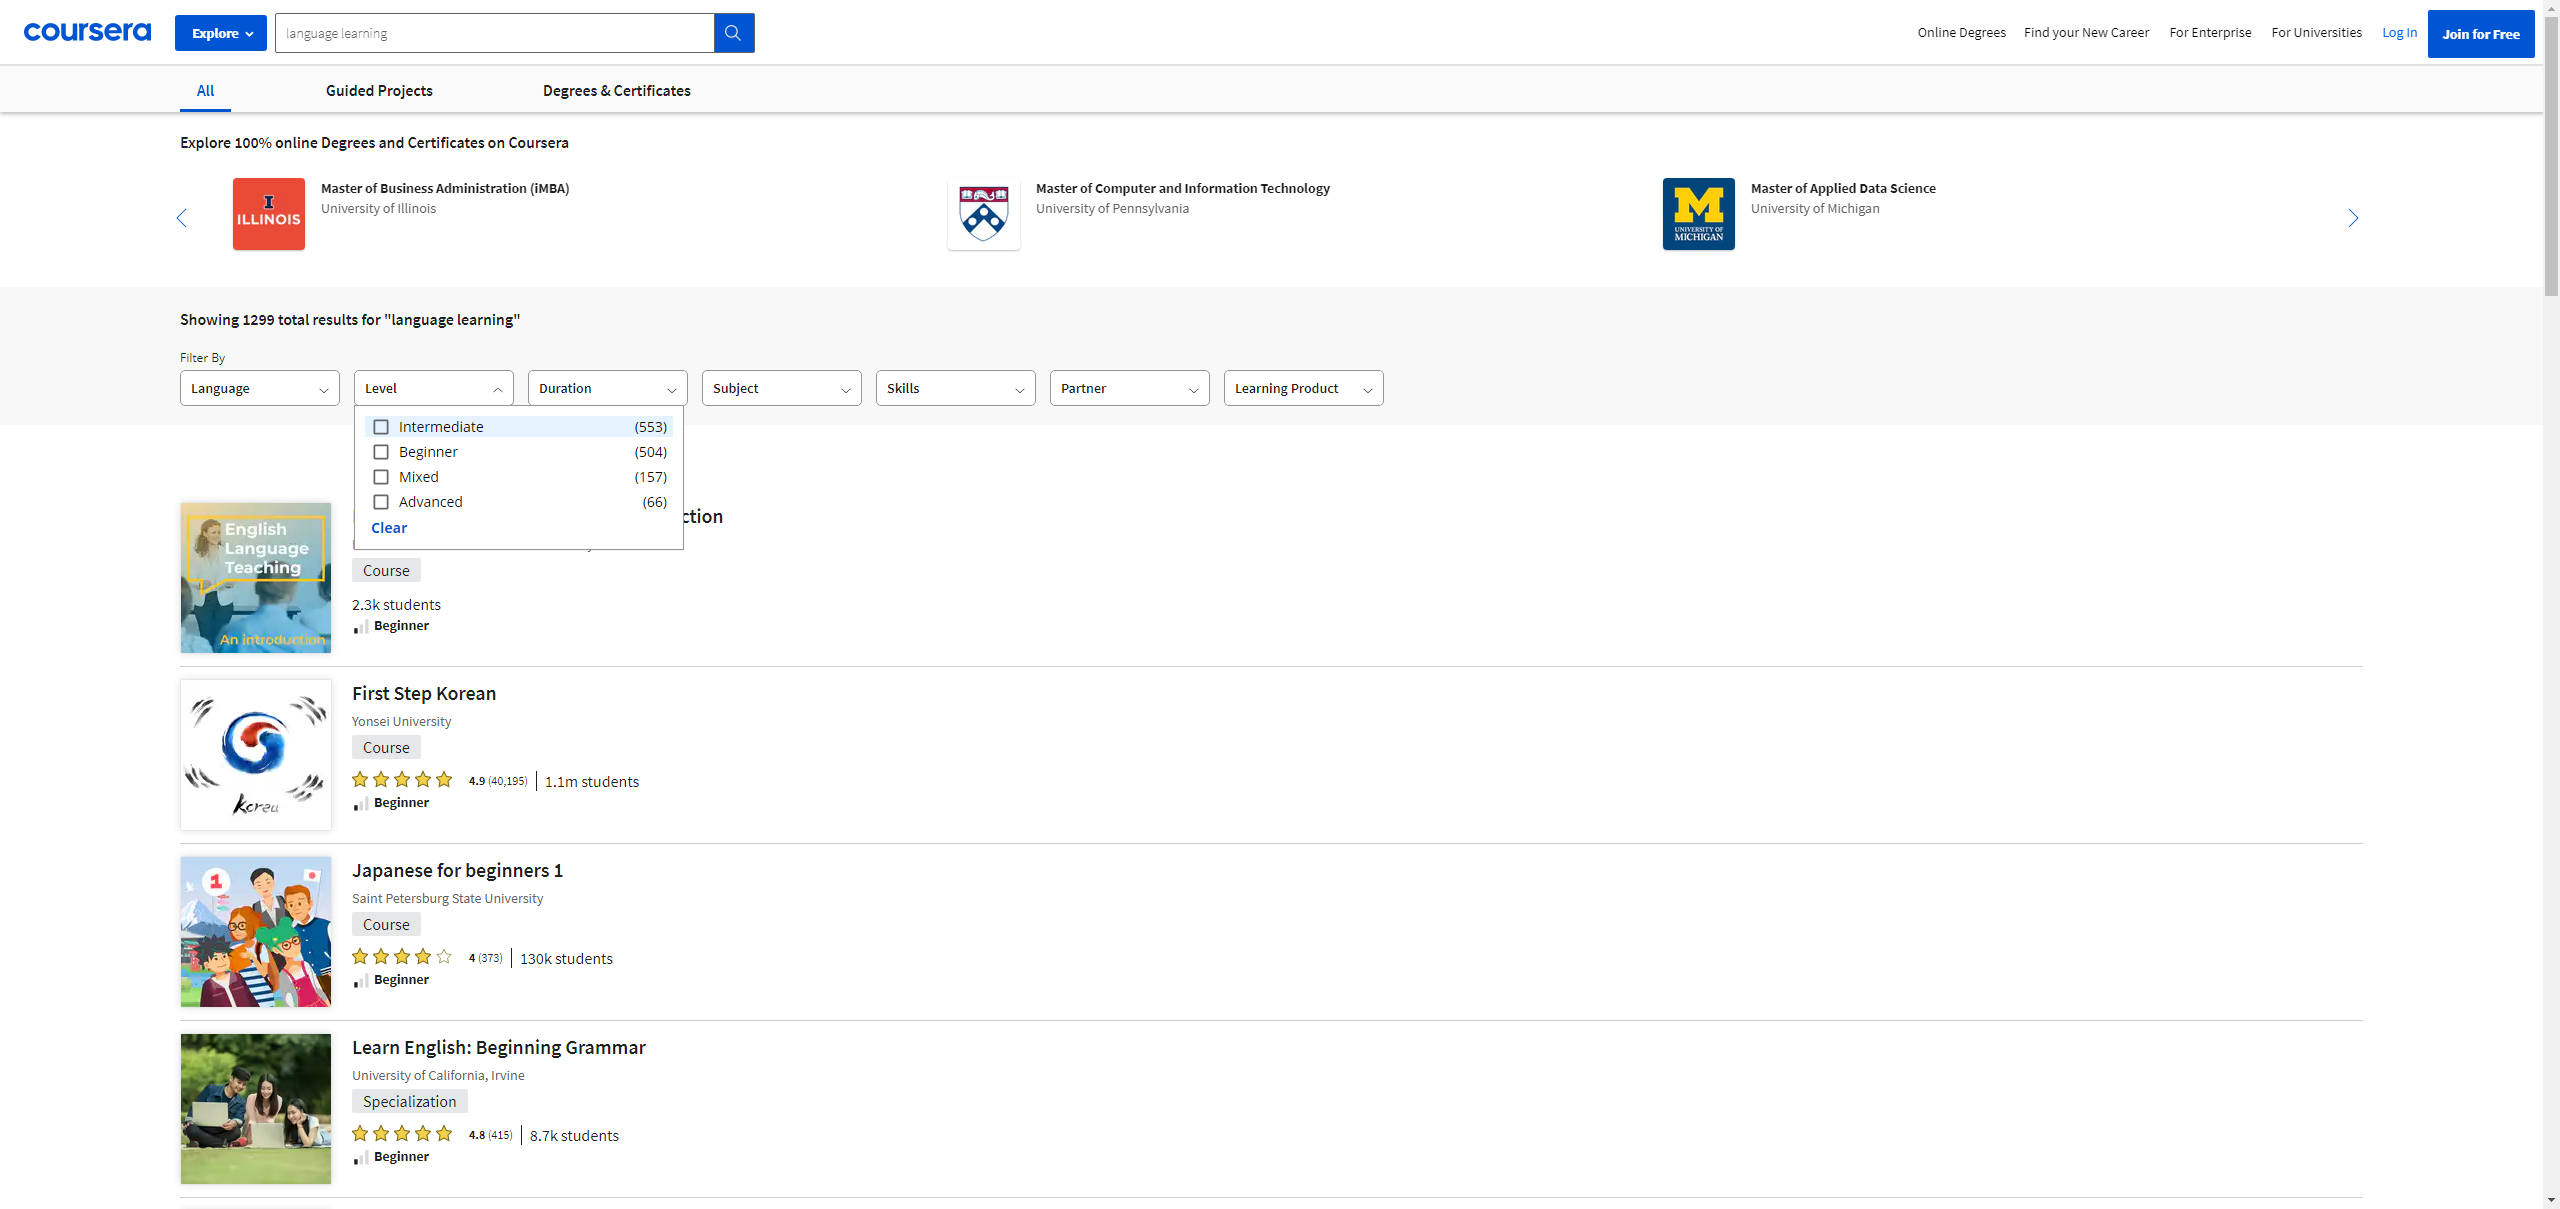 coursera
Explore
language learning
Online Degrees
Find your New Career
For Enterprise
For Universities
Log In
Join for Free
All
Guided Projects
Degrees & Certificates
Explore 100% online Degrees and Certificates on Coursera
I
ILLINOIS
Master of Business Administration (iMBA)
University of Illinois
Master of Computer and Information Technology
University of Pennsylvania
M
UNIVERSITY OF
MICHIGAN
Master of Applied Data Science
University of Michigan
Showing 1299 total results for "language learning"
Filter By
Language
Level
Duration
Subject
Skills
Partner
Learning Product
Intermediate (553)
Beginner (504)
Mixed (157)
Advanced (66)
Clear
English
Language
Teaching
An introduction
ction
Course
2.3k students
Beginner
Korea
First Step Korean
Yonsei University
Course
4.9 (40,195) 1.1m students
Beginner
1
Japanese for beginners 1
Saint Petersburg State University
Course
4 (373) 130k students
Beginner
Learn English: Beginning Grammar
University of California, Irvine
Specialization
4.8 (415) 8.7k students
Beginner